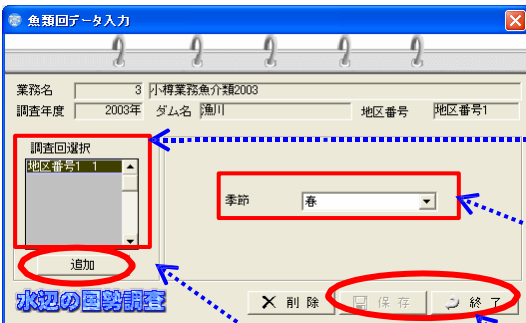 魚類回データ入力
業務名 3 小樽業務魚介類2003
調査年度 2003年 ダム名 漁川 地区番号 地区番号1
調査回選択
地区番号1 1
季節 春
追加
水辺の国勢調査
削除 保存 終了